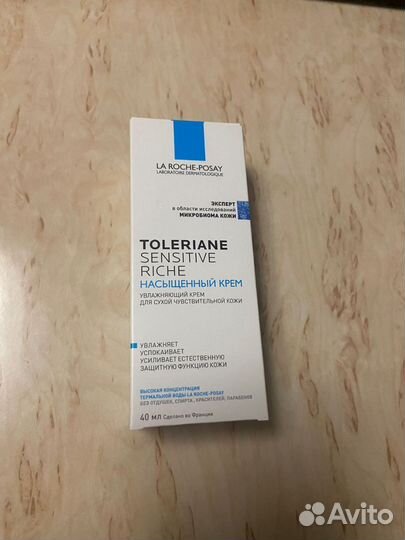 LA ROCHE-POSAY
LABORATOIRE DERMATOLOGIQUE
ЭКСПЕРТ
в области исследований
МИКРОБИОМА КОЖИ
TOLERIANE
SENSITIVE
RICHE
НАСЫЩЕННЫЙ КРЕМ
УВЛАЖНЯЮЩИЙ КРЕМ
ДЛЯ СУХОЙ ЧУВСТВИТЕЛЬНОЙ КОЖИ
УВЛАЖНЯЕТ
УСПОКАИВАЕТ
УСИЛИВАЕТ ЕСТЕСТВЕННУЮ
ЗАЩИТНУЮ ФУНКЦИЮ КОЖИ
ВЫСОКАЯ КОНЦЕНТРАЦИЯ
ТЕРМАЛЬНОЙ ВОДЫ LA ROCHE-POSAY
БЕЗ ОТДУШЕК, СПИРТА, КРАСИТЕЛЕЙ, ПАРАБЕНОВ
40 МЛ Сделано во Франции
Avito